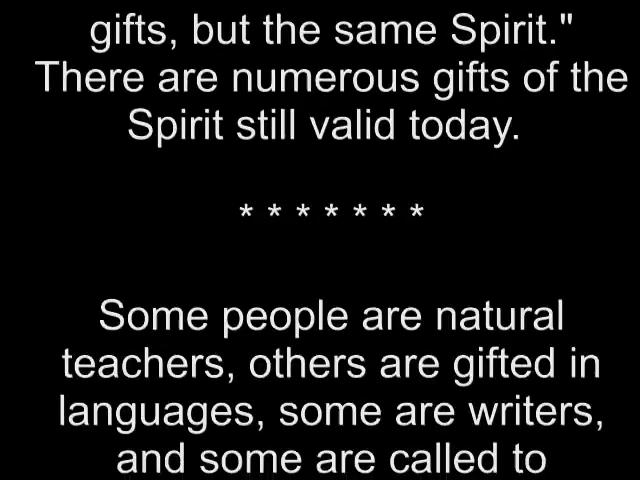 gifts, but the same Spirit."
There are numerous gifts of the
Spirit still valid today.
* * * * * * *
Some people are natural
teachers, others are gifted in
languages, some are writers,
and some are called to